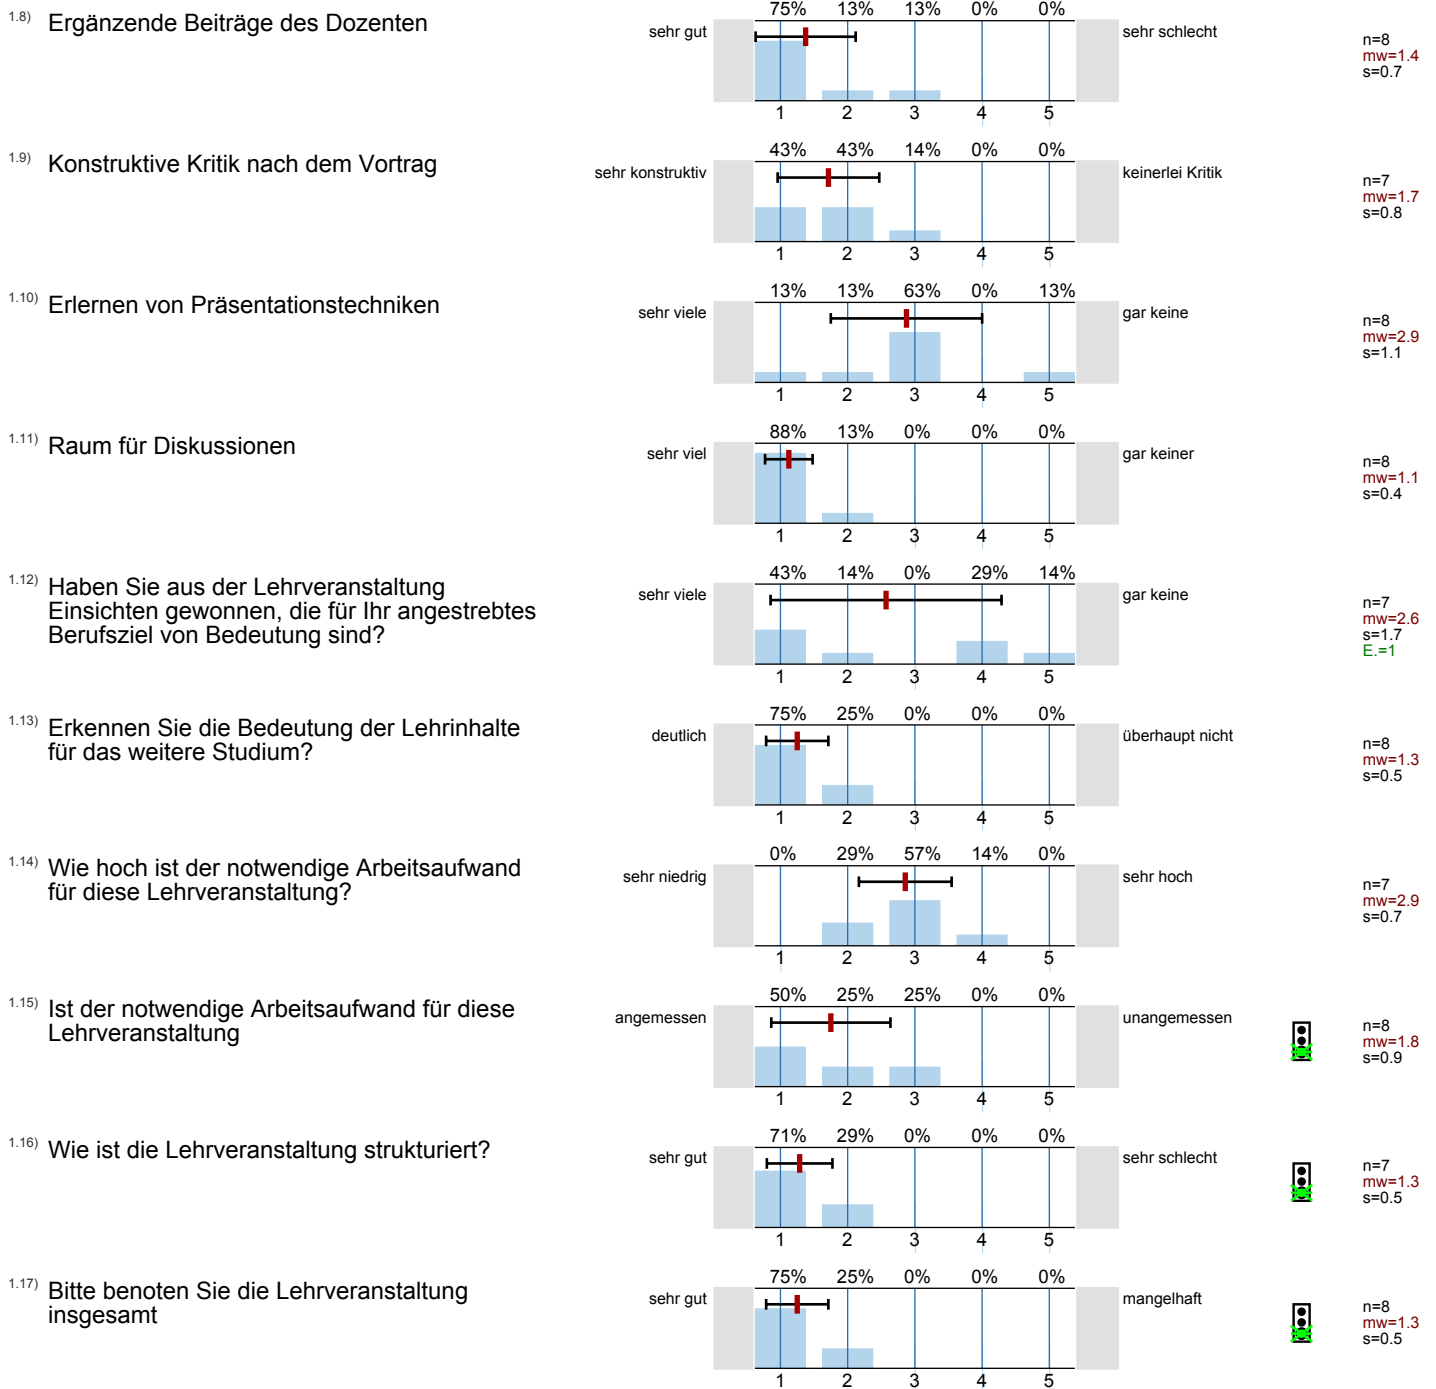 1.8) Ergänzende Beiträge des Dozenten
75% 13% 13% 0% 0%
sehr gut
sehr schlecht
1 2 3 4 5
n=8
mw=1.4
s=0.7
1.9) Konstruktive Kritik nach dem Vortrag
43% 43% 14% 0% 0%
sehr konstruktiv
keinerlei Kritik
1 2 3 4 5
n=7
mw=1.7
s=0.8
1.10) Erlernen von Präsentationstechniken
13% 13% 63% 0% 13%
sehr viele
gar keine
1 2 3 4 5
n=8
mw=2.9
s=1.1
1.11) Raum für Diskussionen
88% 13% 0% 0% 0%
sehr viel
gar keiner
1 2 3 4 5
n=8
mw=1.1
s=0.4
1.12) Haben Sie aus der Lehrveranstaltung
Einsichten gewonnen, die für Ihr angestrebtes
Berufsziel von Bedeutung sind?
43% 14% 0% 29% 14%
sehr viele
gar keine
1 2 3 4 5
n=7
mw=2.6
s=1.7
E.=1
1.13) Erkennen Sie die Bedeutung der Lehrinhalte
für das weitere Studium?
75% 25% 0% 0% 0%
deutlich
überhaupt nicht
1 2 3 4 5
n=8
mw=1.3
s=0.5
1.14) Wie hoch ist der notwendige Arbeitsaufwand
für diese Lehrveranstaltung?
0% 29% 57% 14% 0%
sehr niedrig
sehr hoch
1 2 3 4 5
n=7
mw=2.9
s=0.7
1.15) Ist der notwendige Arbeitsaufwand für diese
Lehrveranstaltung
50% 25% 25% 0% 0%
angemessen
unangemessen
1 2 3 4 5
n=8
mw=1.8
s=0.9
1.16) Wie ist die Lehrveranstaltung strukturiert?
71% 29% 0% 0% 0%
sehr gut
sehr schlecht
1 2 3 4 5
n=7
mw=1.3
s=0.5
1.17) Bitte benoten Sie die Lehrveranstaltung
insgesamt
75% 25% 0% 0% 0%
sehr gut
mangelhaft
1 2 3 4 5
n=8
mw=1.3
s=0.5